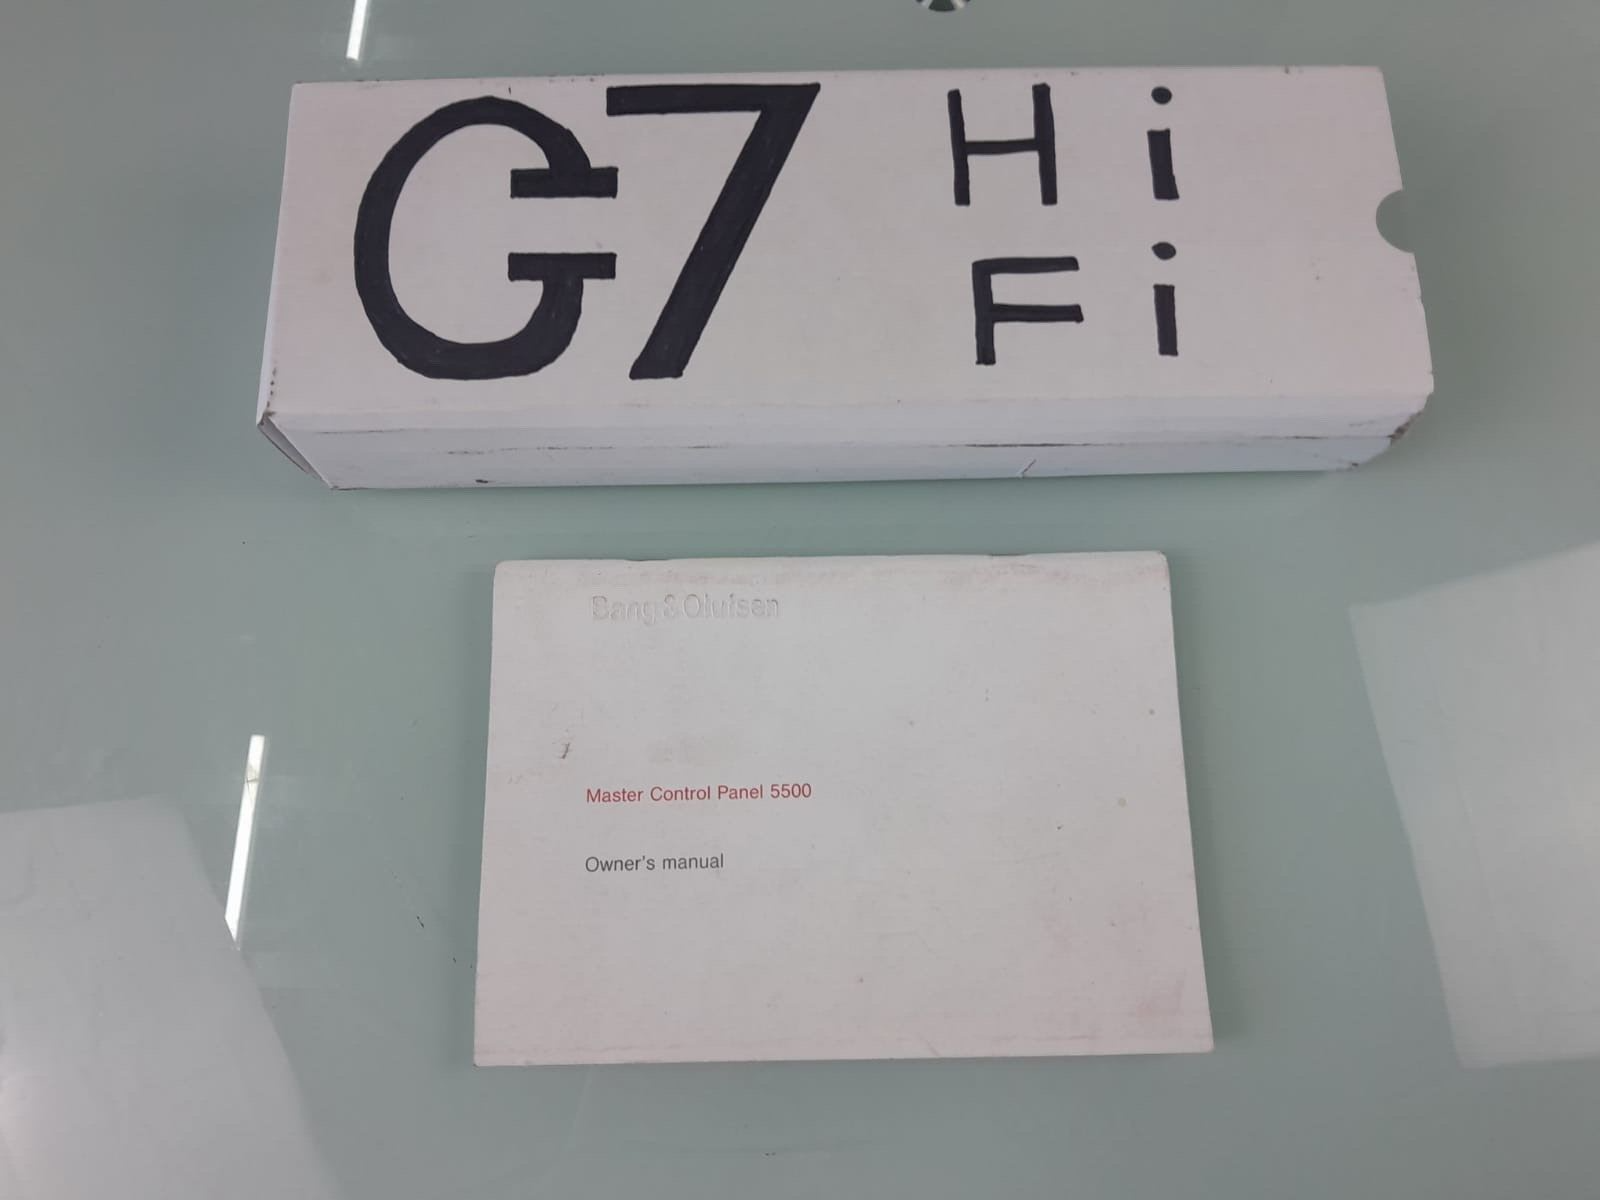 G7 Hi
Fi
Bang & Olufsen
Master Control Panel 5500
Owner's manual